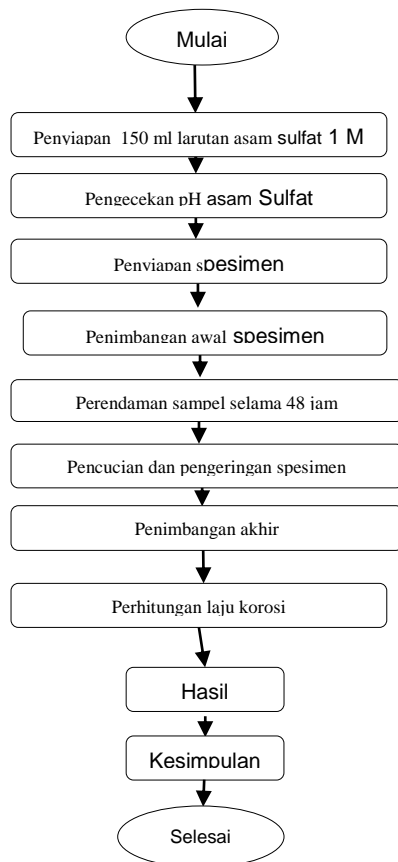 Mulai
Penyiapan 150 ml larutan asam sulfat 1 M
Pengecekan pH asam Sulfat
Penyiapan spesimen
Penimbangan awal spesimen
Perendaman sampel selama 48 jam
Pencucian dan pengeringan spesimen
Penimbangan akhir
Perhitungan laju korosi
Hasil
Kesimpulan
Selesai